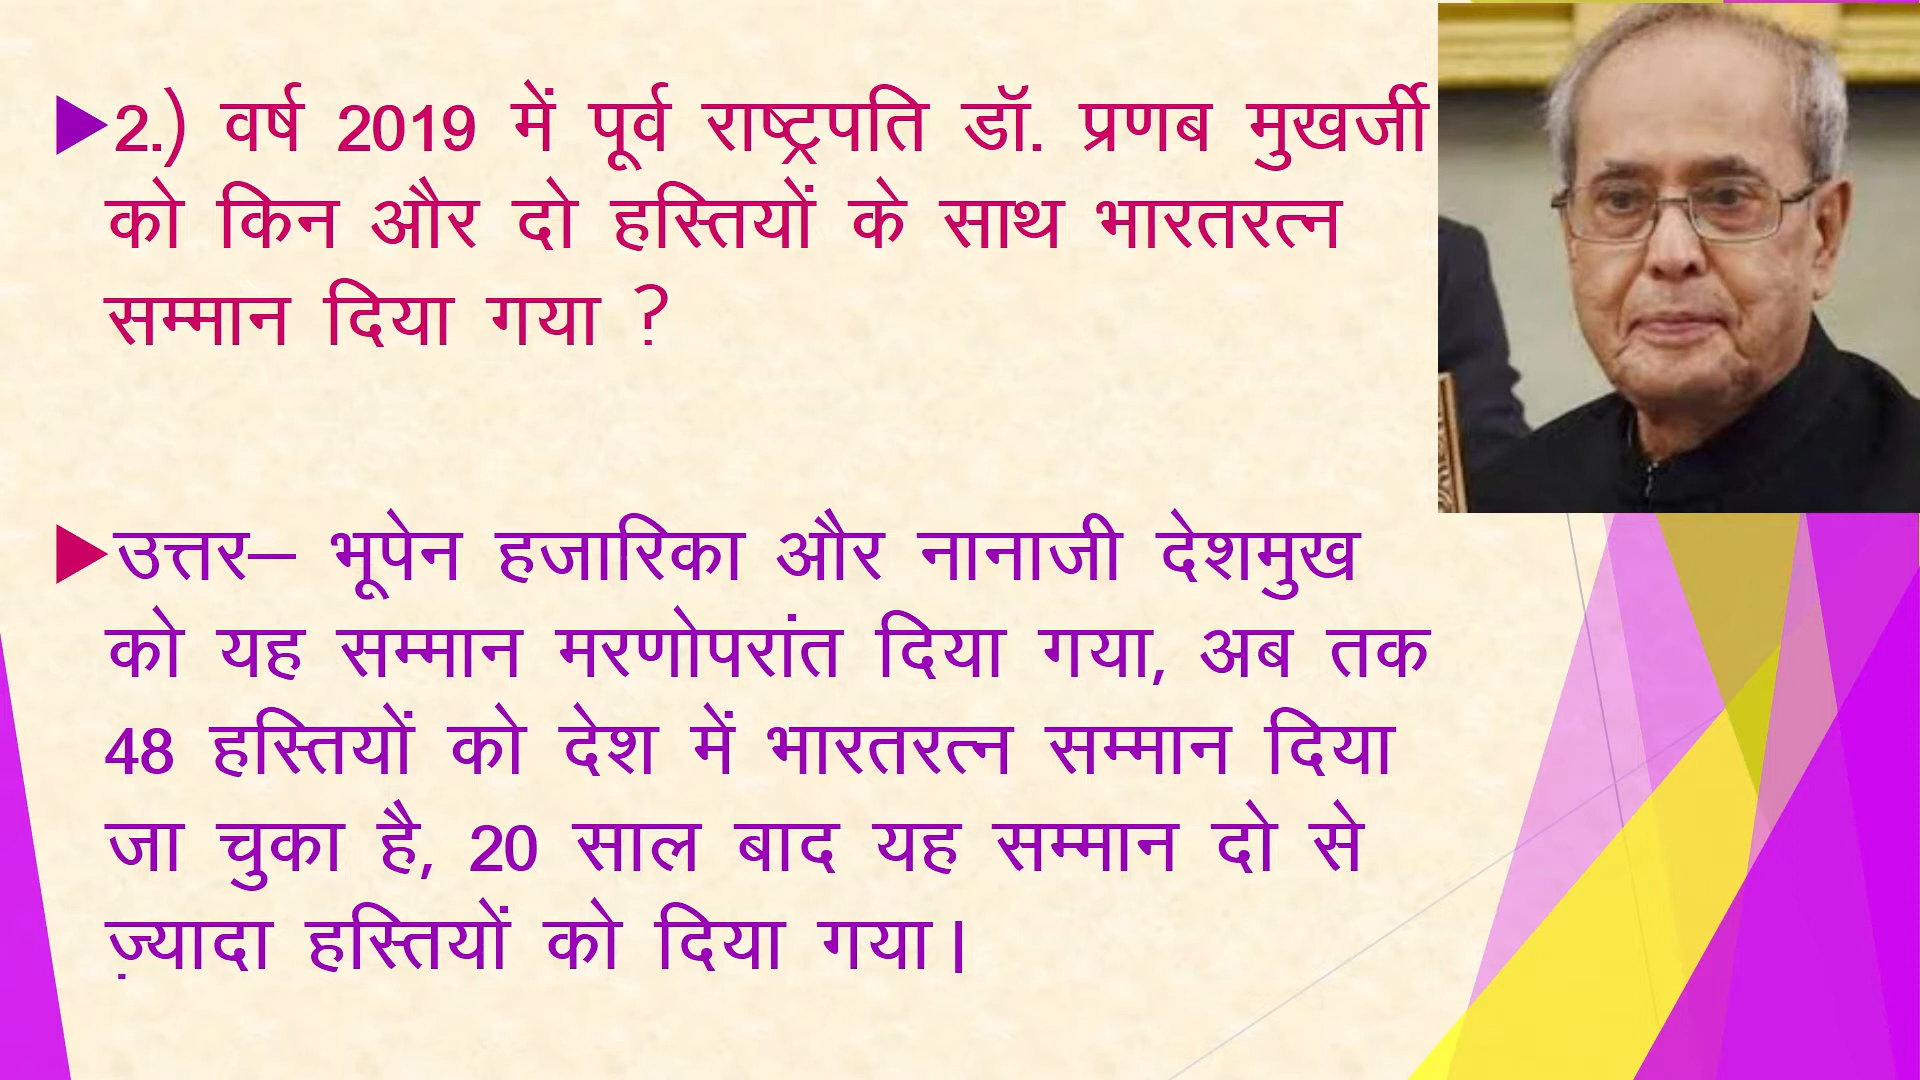 2.) वर्ष 2019 में पूर्व राष्ट्रपति डॉ. प्रणब मुखर्जी
को किन और दो हस्तियों के साथ भारतरत्न
सम्मान दिया गया ?
उत्तर– भूपेन हजारिका और नानाजी देशमुख
को यह सम्मान मरणोपरांत दिया गया, अब तक
48 हस्तियों को देश में भारतरत्न सम्मान दिया
जा चुका है, 20 साल बाद यह सम्मान दो से
ज़्यादा हस्तियों को दिया गया।